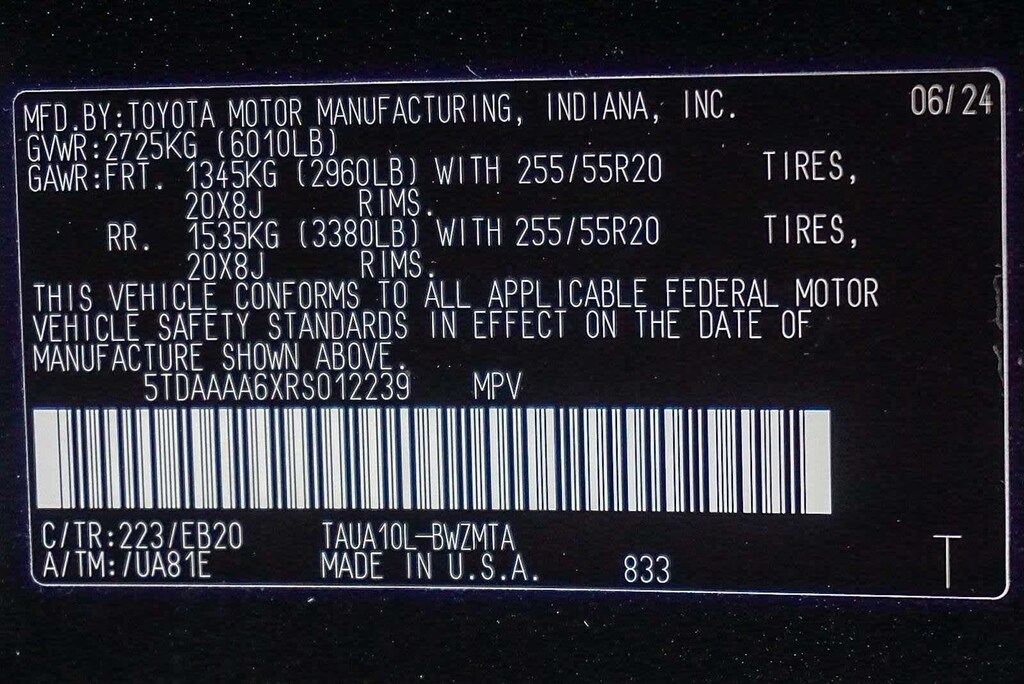 MFD.BY:TOYOTA MOTOR MANUFACTURING, INDIANA, INC. 06/24
GVWR:2725KG (6010LB)
GAWR:FRT. 1345KG (2960LB) WITH 255/55R20 TIRES,
20X8J RIMS.
RR. 1535KG (3380LB) WITH 255/55R20 TIRES,
20X8J RIMS.
THIS VEHICLE CONFORMS TO ALL APPLICABLE FEDERAL MOTOR
VEHICLE SAFETY STANDARDS IN EFFECT ON THE DATE OF
MANUFACTURE SHOWN ABOVE.
5TDAAAA6XRS012239 MPV
C/TR:223/EB20 TAUA10L-BWZMTA
A/TM:/UA81E MADE IN U.S.A. 833
T